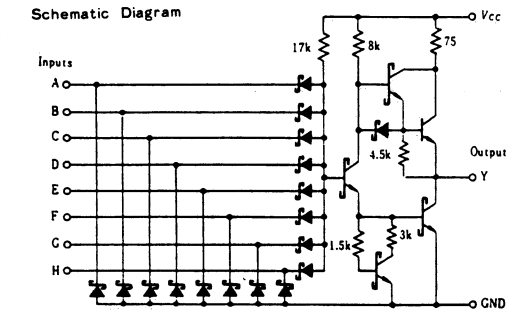 Schematic Diagram
Vcc
17k
8k
75
Inputs
A
B
C
D
E
F
G
H
4.5k
Output
Y
1.5k
3k
GND